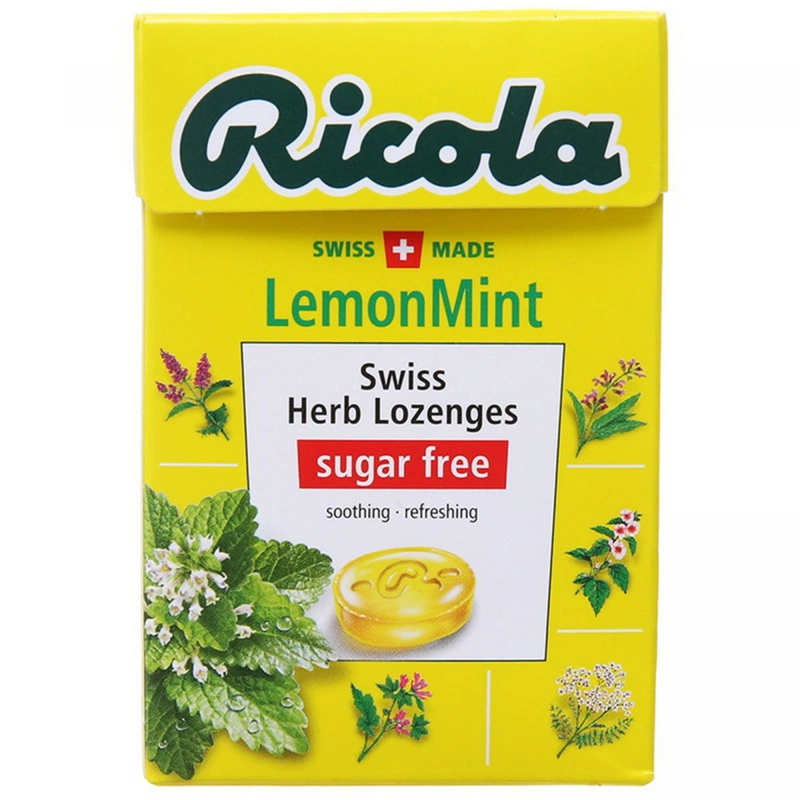 Ricola
SWISS MADE
LemonMint
Swiss
Herb Lozenges
sugar free
soothing · refreshing